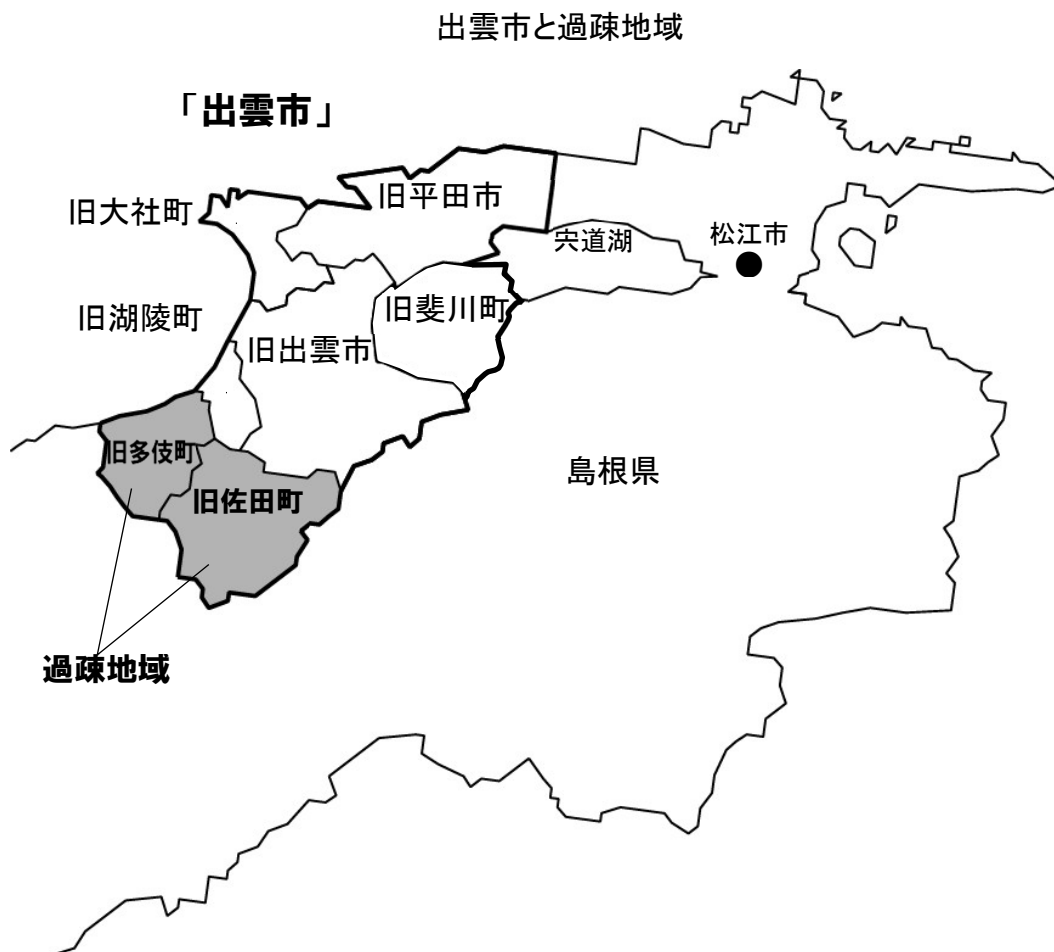 出雲市と過疎地域
「出雲市」
旧平田市
旧大社町
宍道湖
松江市
旧斐川町
旧湖陵町
旧出雲市
旧多伎町
島根県
旧佐田町
過疎地域